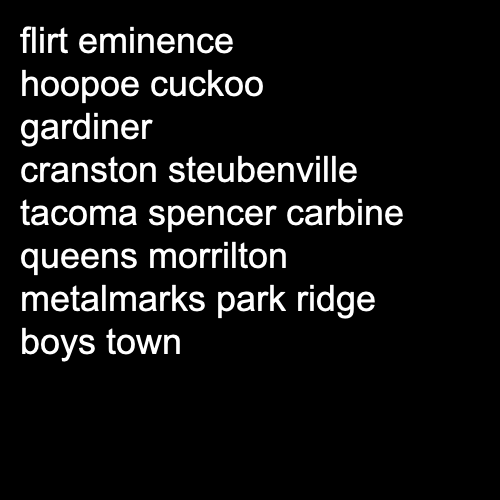 flirt eminence
hoopoe cuckoo
gardiner
cranston steubenville
tacoma spencer carbine
queens morrilton
metalmarks park ridge
boys town